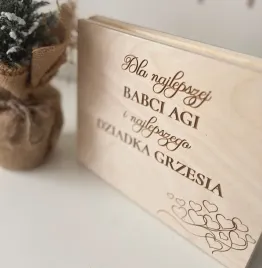 Dla najlepszej
BABCI AGI
i najlepszego
DZIADKA GRZESIA